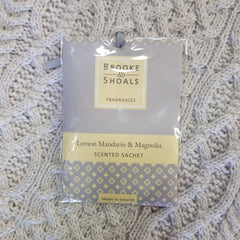 BROOKE
&
SHOALS
FRAGRANCES
Lemon Mandarin & Magnolia
SCENTED SACHET
Made in Ireland